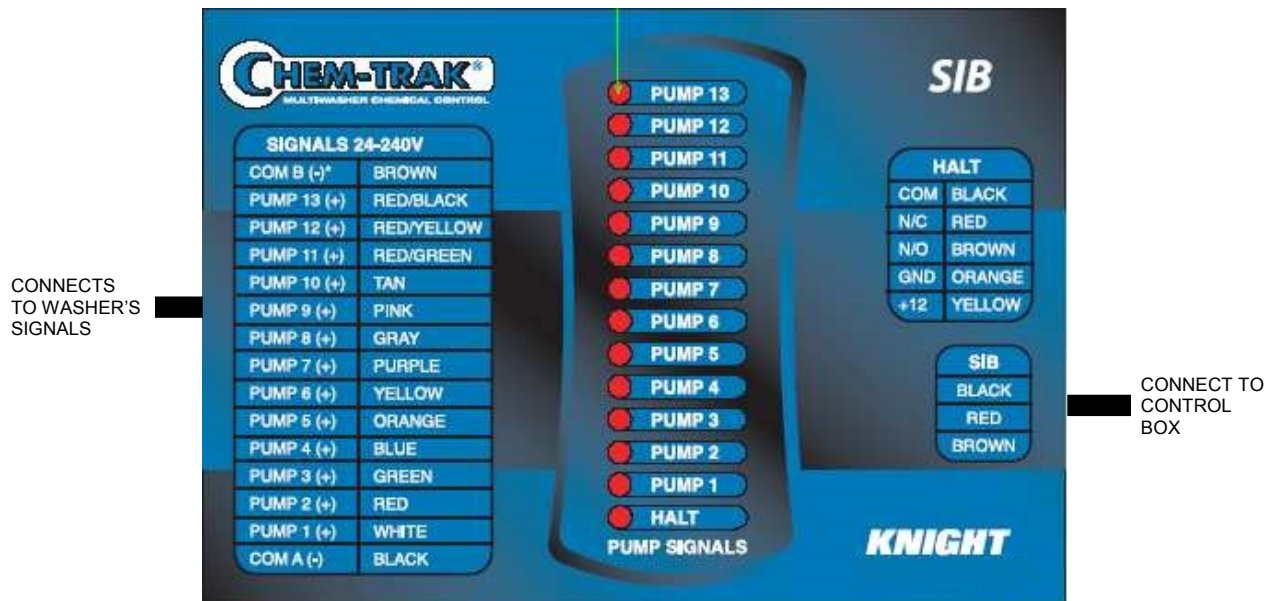 CHEM-TRAK®
MULTIWASHER CHEMICAL CONTROL
SIGNALS 24-240V
COM B (-)* BROWN
PUMP 13 (+) RED/BLACK
PUMP 12 (+) RED/YELLOW
PUMP 11 (+) RED/GREEN
PUMP 10 (+) TAN
PUMP 9 (+) PINK
PUMP 8 (+) GRAY
PUMP 7 (+) PURPLE
PUMP 6 (+) YELLOW
PUMP 5 (+) ORANGE
PUMP 4 (+) BLUE
PUMP 3 (+) GREEN
PUMP 2 (+) RED
PUMP 1 (+) WHITE
COM A (-) BLACK
CONNECTS
TO WASHER'S
SIGNALS
PUMP 13
PUMP 12
PUMP 11
PUMP 10
PUMP 9
PUMP 8
PUMP 7
PUMP 6
PUMP 5
PUMP 4
PUMP 3
PUMP 2
PUMP 1
HALT
PUMP SIGNALS
SIB
HALT
COM BLACK
N/C RED
N/O BROWN
GND ORANGE
+12 YELLOW
SIB
BLACK
RED
BROWN
CONNECT TO
CONTROL
BOX
KNIGHT